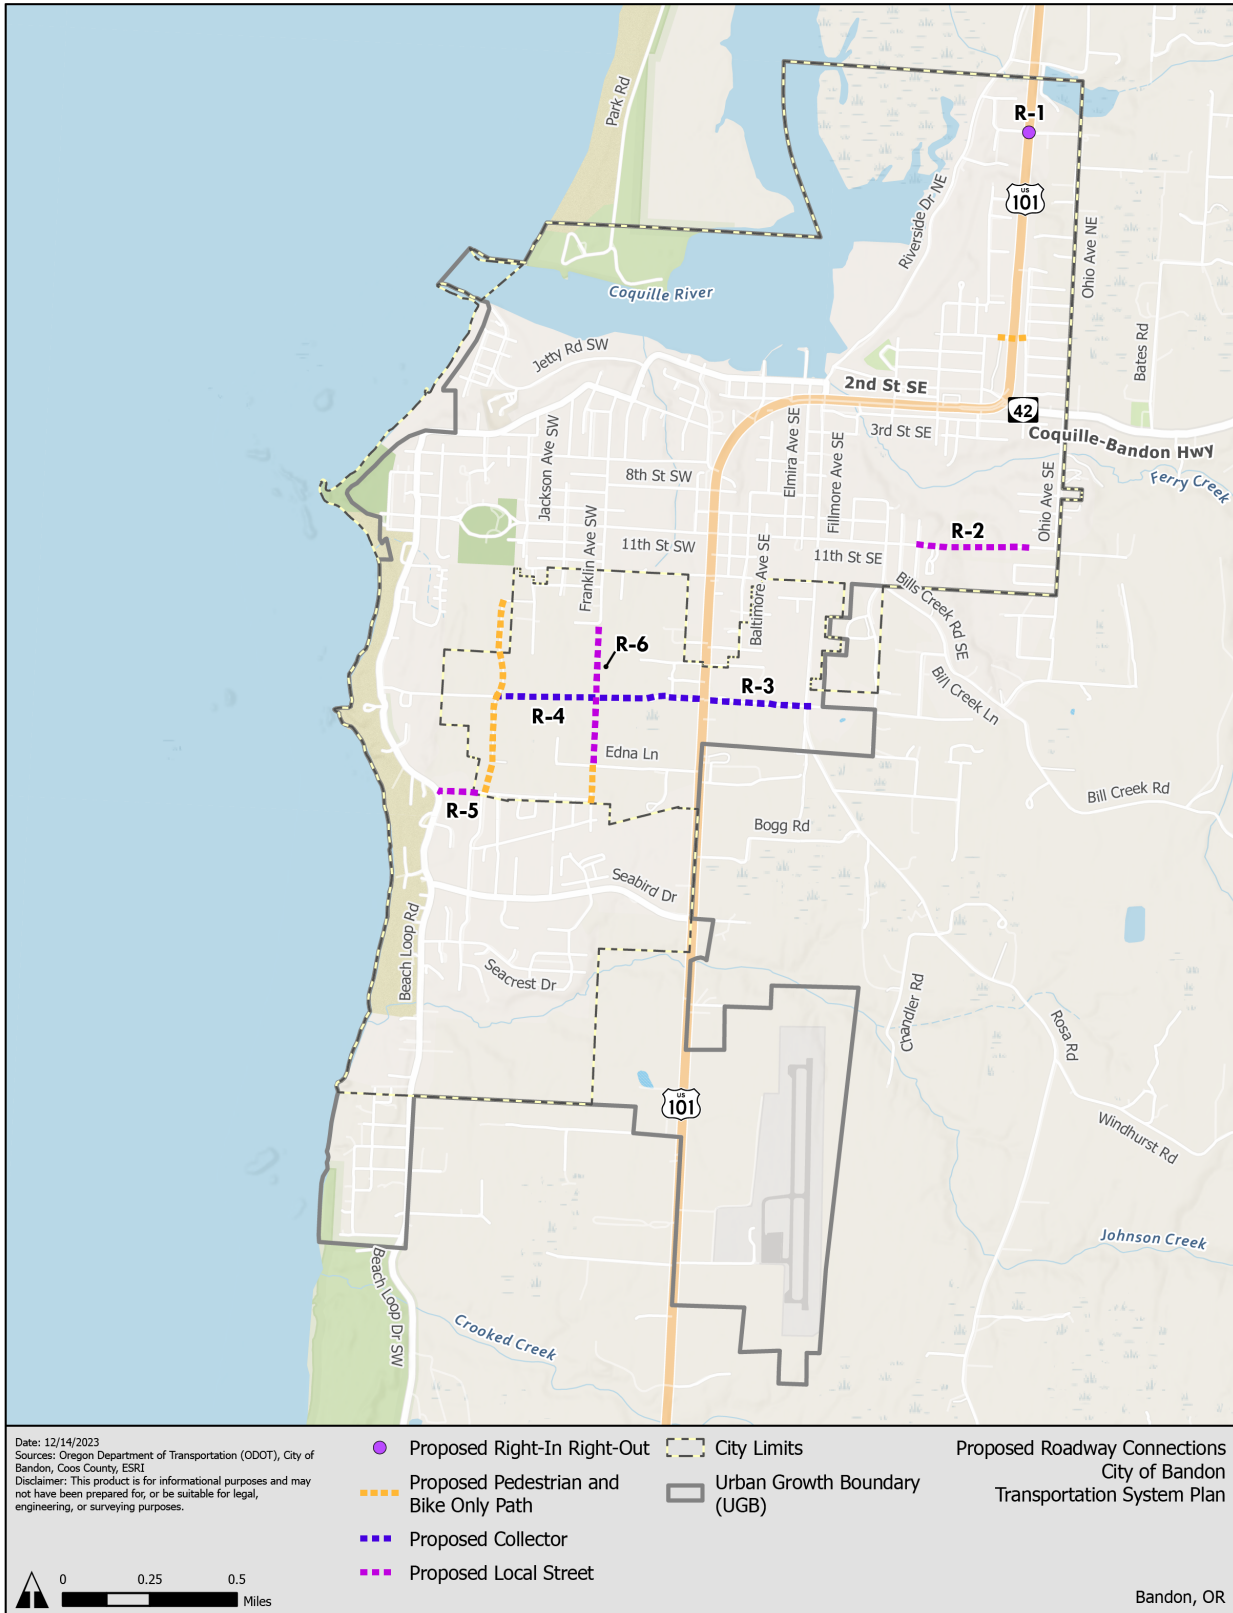 Park Rd
R-1
US
101
Riverside Dr NE
Ohio Ave NE
Coquille River
Bates Rd
Jetty Rd SW
2nd St SE
42
3rd St SE
Coquille-Bandon Hwy
Jackson Ave SW
Elmira Ave SE
Fillmore Ave SE
8th St SW
Ferry Creek
Ohio Ave SE
Franklin Ave SW
R-2
11th St SW
11th St SE
Baltimore Ave SE
Bills Creek Rd SE
R-6
R-3
Bill Creek Ln
R-4
Edna Ln
Bill Creek Rd
R-5
Bogg Rd
Seabird Dr
Beach Loop Rd
Seacrest Dr
Chandler Rd
Rosa Rd
US
101
Windhurst Rd
Johnson Creek
Beach Loop Dr SW
Crooked Creek
Date: 12/14/2023
Sources: Oregon Department of Transportation (ODOT), City of
Bandon, Coos County, ESRI
Disclaimer: This product is for informational purposes and may
not have been prepared for, or be suitable for legal,
engineering, or surveying purposes.
0 0.25 0.5
Miles
Proposed Right-In Right-Out
Proposed Pedestrian and
Bike Only Path
Proposed Collector
Proposed Local Street
City Limits
Urban Growth Boundary
(UGB)
Proposed Roadway Connections
City of Bandon
Transportation System Plan
Bandon, OR